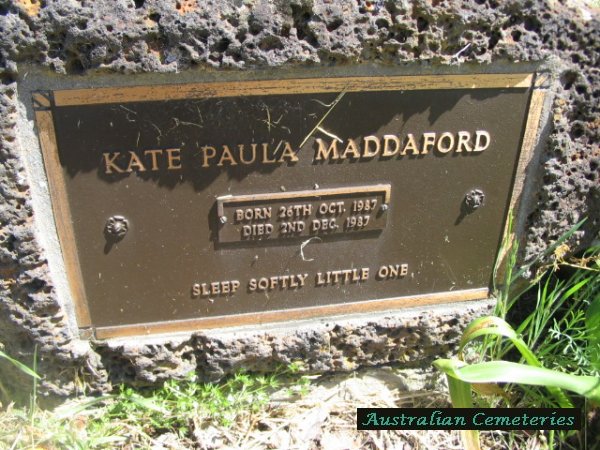 KATE PAULA MADDAFORD
BORN 26TH OCT. 1987
DIED 2ND DEC. 1987
SLEEP SOFTLY LITTLE ONE
Australian Cemeteries